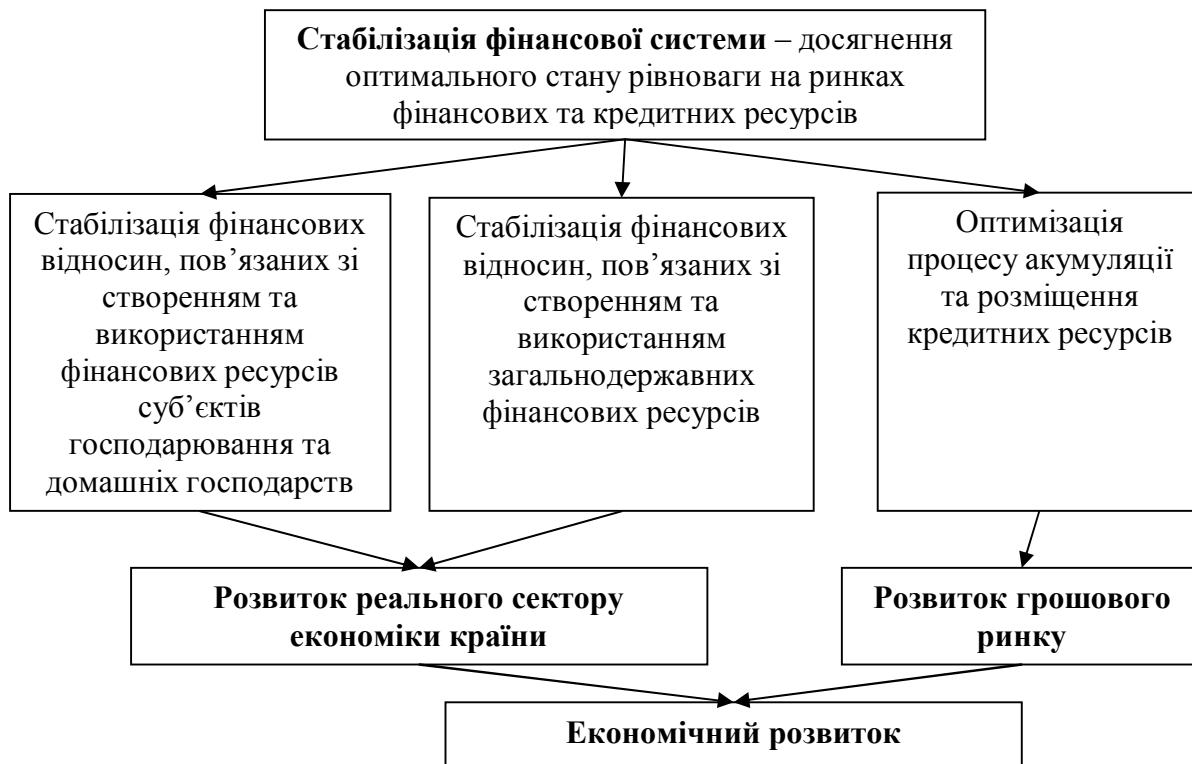 Стабілізація фінансової системи – досягнення
оптимального стану рівноваги на ринках
фінансових та кредитних ресурсів
Стабілізація фінансових
відносин, пов’язаних зі
створенням та
використанням
фінансових ресурсів
суб’єктів
господарювання та
домашніх господарств
Стабілізація фінансових
відносин, пов’язаних зі
створенням та
використанням
загальнодержавних
фінансових ресурсів
Оптимізація
процесу акумуляції
та розміщення
кредитних ресурсів
Розвиток реального сектору
економіки країни
Розвиток грошового
ринку
Економічний розвиток